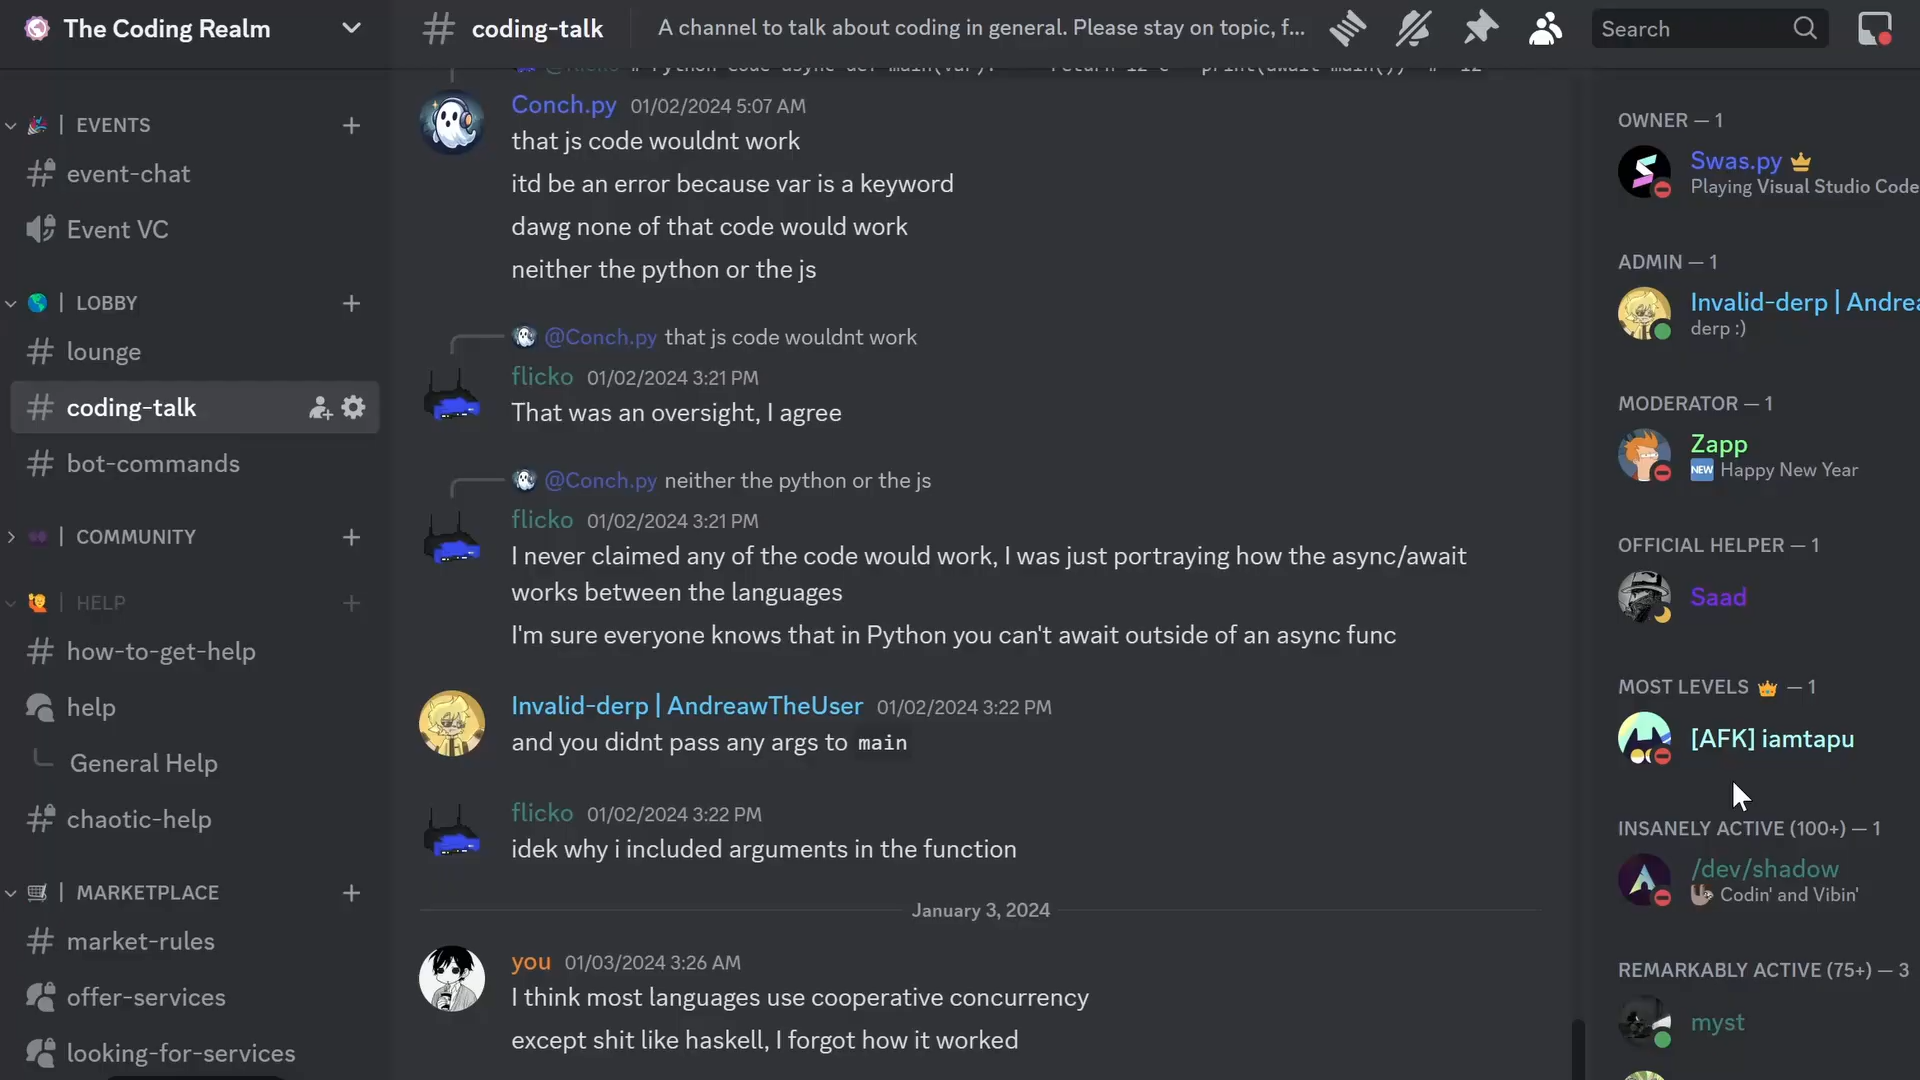 The Coding Realm
coding-talk
A channel to talk about coding in general. Please stay on topic, f...
Search
EVENTS
event-chat
Event VC
LOBBY
lounge
coding-talk
bot-commands
COMMUNITY
HELP
how-to-get-help
help
General Help
chaotic-help
MARKETPLACE
market-rules
offer-services
looking-for-services
Conch.py 01/02/2024 5:07 AM
that js code wouldnt work
itd be an error because var is a keyword
dawg none of that code would work
neither the python or the js
@Conch.py that js code wouldnt work
flicko 01/02/2024 3:21 PM
That was an oversight, I agree
@Conch.py neither the python or the js
flicko 01/02/2024 3:21 PM
I never claimed any of the code would work, I was just portraying how the async/await
works between the languages
I'm sure everyone knows that in Python you can't await outside of an async func
Invalid-derp | AndreawTheUser 01/02/2024 3:22 PM
and you didnt pass any args to main
flicko 01/02/2024 3:22 PM
idek why i included arguments in the function
January 3, 2024
you 01/03/2024 3:26 AM
I think most languages use cooperative concurrency
except shit like haskell, I forgot how it worked
OWNER — 1
Swas.py
Playing Visual Studio Code
ADMIN — 1
Invalid-derp | Andrea
derp :)
MODERATOR — 1
Zapp
NEW Happy New Year
OFFICIAL HELPER — 1
Saad
MOST LEVELS — 1
[AFK] iamtapu
INSANELY ACTIVE (100+) — 1
/dev/shadow
Codin' and Vibin'
REMARKABLY ACTIVE (75+) — 3
myst